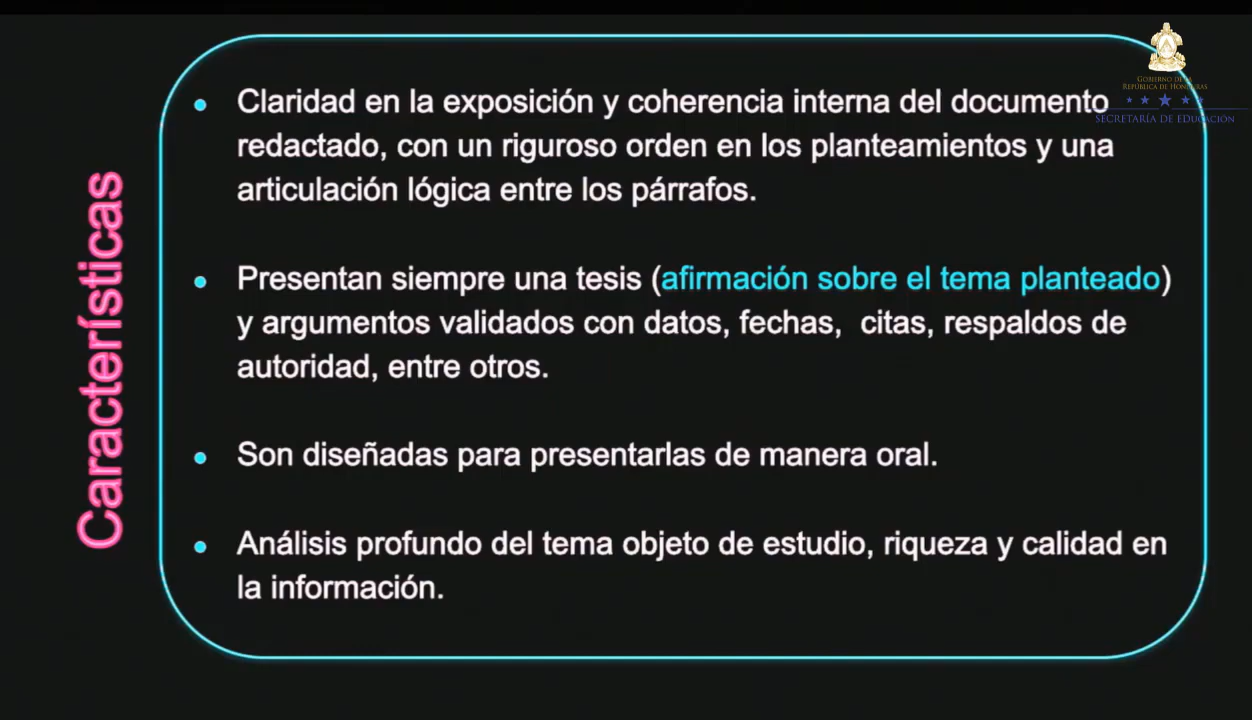 Características
Claridad en la exposición y coherencia interna del documento
redactado, con un riguroso orden en los planteamientos y una
articulación lógica entre los párrafos.
Presentan siempre una tesis (afirmación sobre el tema planteado)
y argumentos validados con datos, fechas, citas, respaldos de
autoridad, entre otros.
Son diseñadas para presentarlas de manera oral.
Análisis profundo del tema objeto de estudio, riqueza y calidad en
la información.
GOBIERNO DE LA
REPÚBLICA DE HONDURAS
SECRETARÍA DE EDUCACIÓN